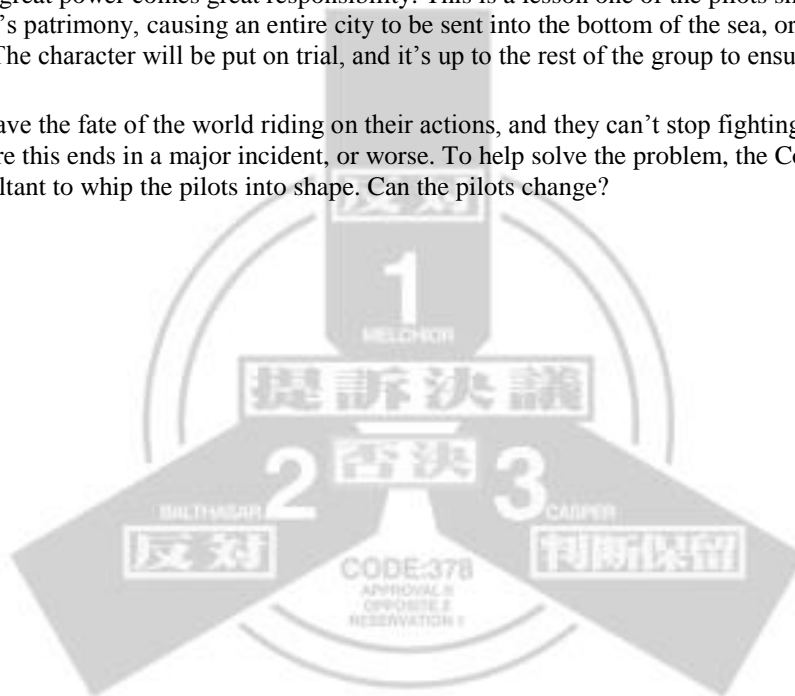 great power comes great responsibility. This is a lesson one of the pilots sh
's patrimony, causing an entire city to be sent into the bottom of the sea, or
The character will be put on trial, and it's up to the rest of the group to ensu
ave the fate of the world riding on their actions, and they can't stop fighting
re this ends in a major incident, or worse. To help solve the problem, the Co
ltant to whip the pilots into shape. Can the pilots change?
反対
1
MELCHIOR
提訴決議
否決
2
BALTHASAR
反対
3
CASPER
判断保留
CODE:378
APPROVAL 0
OPPOSITE 2
RESERVATION 1